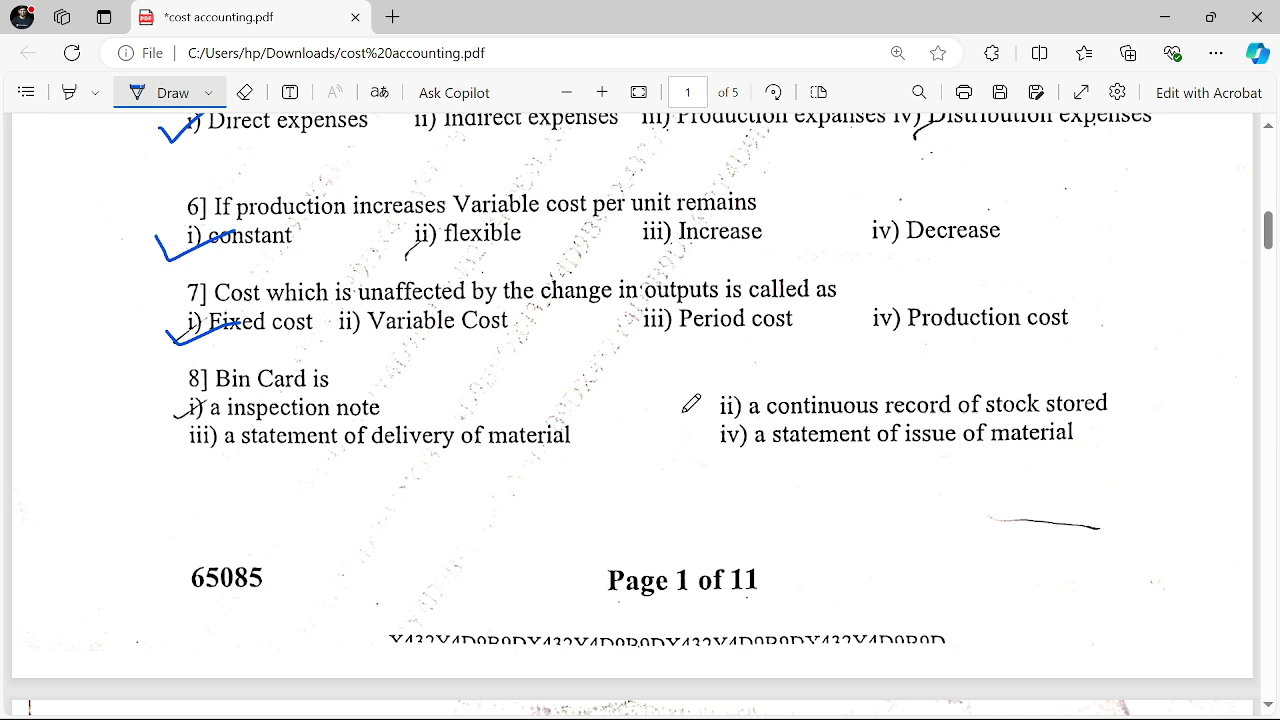 *cost accounting.pdf
File C:/Users/hp/Downloads/cost%20accounting.pdf
Draw Ask Copilot 1 of 5 Edit with Acrobat
i) Direct expenses ii) Indirect expenses iii) Production expanses iv) Distribution expenses
6] If production increases Variable cost per unit remains
i) constant ii) flexible iii) Increase iv) Decrease
7] Cost which is unaffected by the change in outputs is called as
i) Fixed cost ii) Variable Cost iii) Period cost iv) Production cost
8] Bin Card is
i) a inspection note ii) a continuous record of stock stored
iii) a statement of delivery of material iv) a statement of issue of material
65085 Page 1 of 11
Y432Y4D9B9DY432Y4D9B9DY432Y4D9B9DY432Y4D9B9D